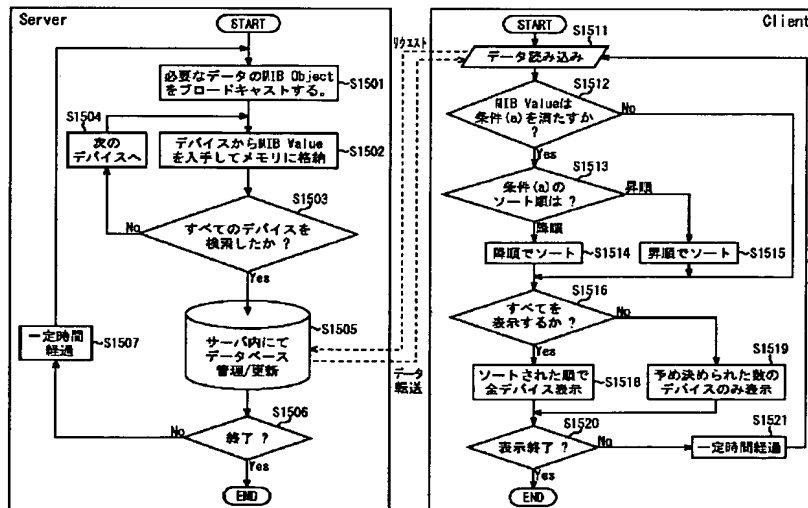 Server
START
必要なデータのMIB Object
をブロードキャストする。
S1501
S1504
次の
デバイスへ
デバイスからMIB Value
を入手してメモリに格納
S1502
S1503
すべてのデバイスを
検索したか ?
No
Yes
サーバ内にて
データベース
管理/更新
S1505
一定時間
経過
S1507
S1506
終了 ?
No
Yes
END
リクエスト
データ
転送
Client
START
S1511
データ読み込み
S1512
MIB Valueは
条件(a)を満たすか
?
No
Yes
S1513
条件(a)の
ソート順は ?
昇順
降順
降順でソート
S1514
昇順でソート
S1515
S1516
すべてを
表示するか ?
No
Yes
S1519
ソートされた順で
全デバイス表示
S1518
予め決められた数の
デバイスのみ表示
S1520
表示終了 ?
No
S1521
一定時間経過
Yes
END